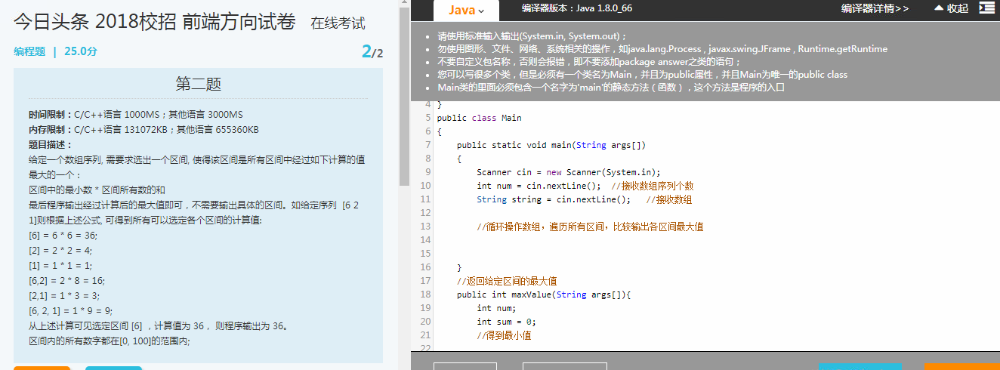 今日头条 2018校招 前端方向试卷 在线考试
编程题 | 25.0分
2/2
第二题
时间限制：C/C++语言 1000MS；其他语言 3000MS
内存限制：C/C++语言 131072KB；其他语言 655360KB
题目描述：
给定一个数组序列, 需要求选出一个区间, 使得该区间是所有区间中经过如下计算的值
最大的一个：
区间中的最小数 * 区间所有数的和
最后程序输出经过计算后的最大值即可，不需要输出具体的区间。如给定序列 [6 2
1]则根据上述公式, 可得到所有可以选定各个区间的计算值:
[6] = 6 * 6 = 36;
[2] = 2 * 2 = 4;
[1] = 1 * 1 = 1;
[6,2] = 2 * 8 = 16;
[2,1] = 1 * 3 = 3;
[6, 2, 1] = 1 * 9 = 9;
从上述计算可见选定区间 [6] ，计算值为 36， 则程序输出为 36。
区间内的所有数字都在[0, 100]的范围内;
Java 编译器版本：Java 1.8.0_66 编译器详情>> 收起
请使用标准输入输出(System.in, System.out)；
勿使用图形、文件、网络、系统相关的操作，如java.lang.Process , javax.swing.JFrame , Runtime.getRuntime
不要自定义包名称，否则会报错，即不要添加package answer之类的语句；
您可以写很多个类，但是必须有一个类名为Main，并且为public属性，并且Main为唯一的public class
Main类的里面必须包含一个名字为'main'的静态方法（函数），这个方法是程序的入口
4 }
5 public class Main
6 {
7 public static void main(String args[])
8 {
9 Scanner cin = new Scanner(System.in);
10 int num = cin.nextLine(); //接收数组序列个数
11 String string = cin.nextLine(); //接收数组
12
13 //循环操作数组，遍历所有区间，比较输出各区间最大值
14
15
16 }
17 //返回给定区间的最大值
18 public int maxValue(String args[]){
19 int num;
20 int sum = 0;
21 //得到最小值
22